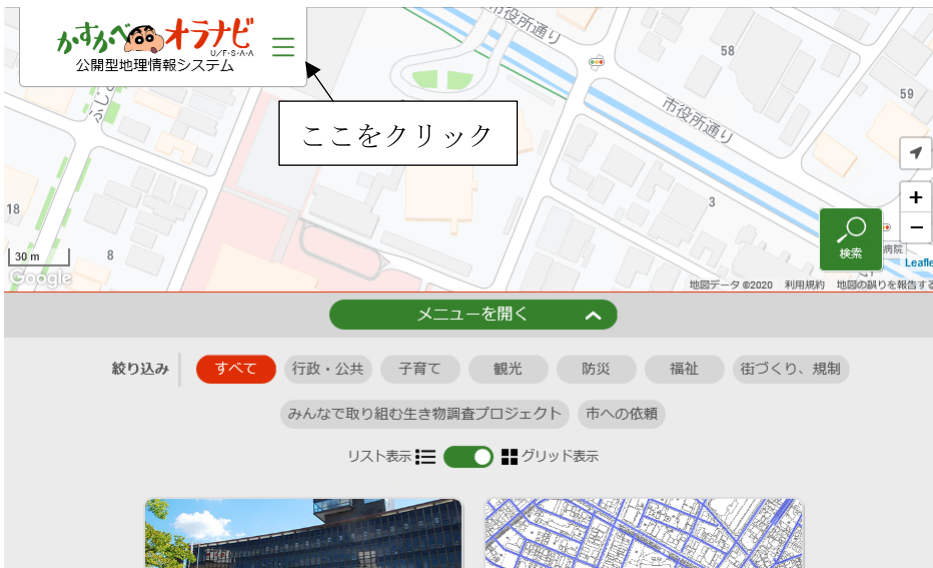 市役所通り
かすかべオラナビ
U/F·S·A·A
公開型地理情報システム
58
59
市役所通り
ここをクリック
18
8
3
30 m
Google
検索
+
−
病院
Leafle
地図データ ©2020 利用規約 地図の誤りを報告する
メニューを開く
絞り込み
すべて
行政・公共
子育て
観光
防災
福祉
街づくり、規制
みんなで取り組む生き物調査プロジェクト
市への依頼
リスト表示
グリッド表示